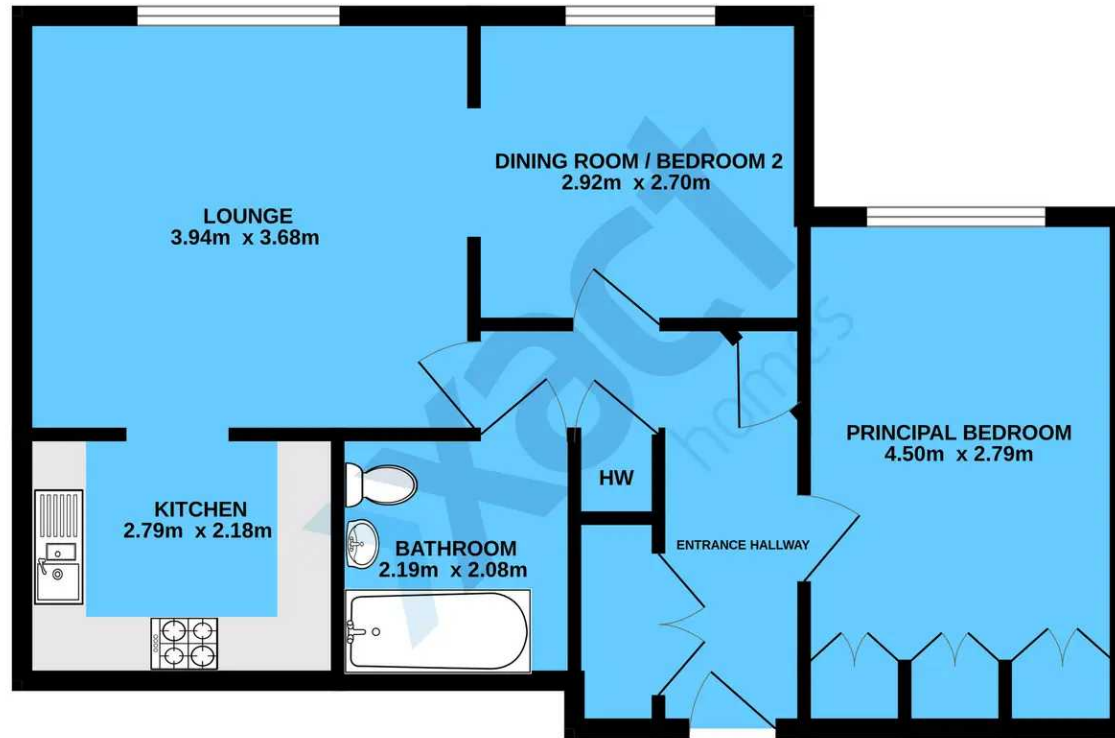 DINING ROOM / BEDROOM 2
2.92m x 2.70m
LOUNGE
3.94m x 3.68m
PRINCIPAL BEDROOM
4.50m x 2.79m
KITCHEN
2.79m x 2.18m
HW
BATHROOM
2.19m x 2.08m
ENTRANCE HALLWAY
xact
homes